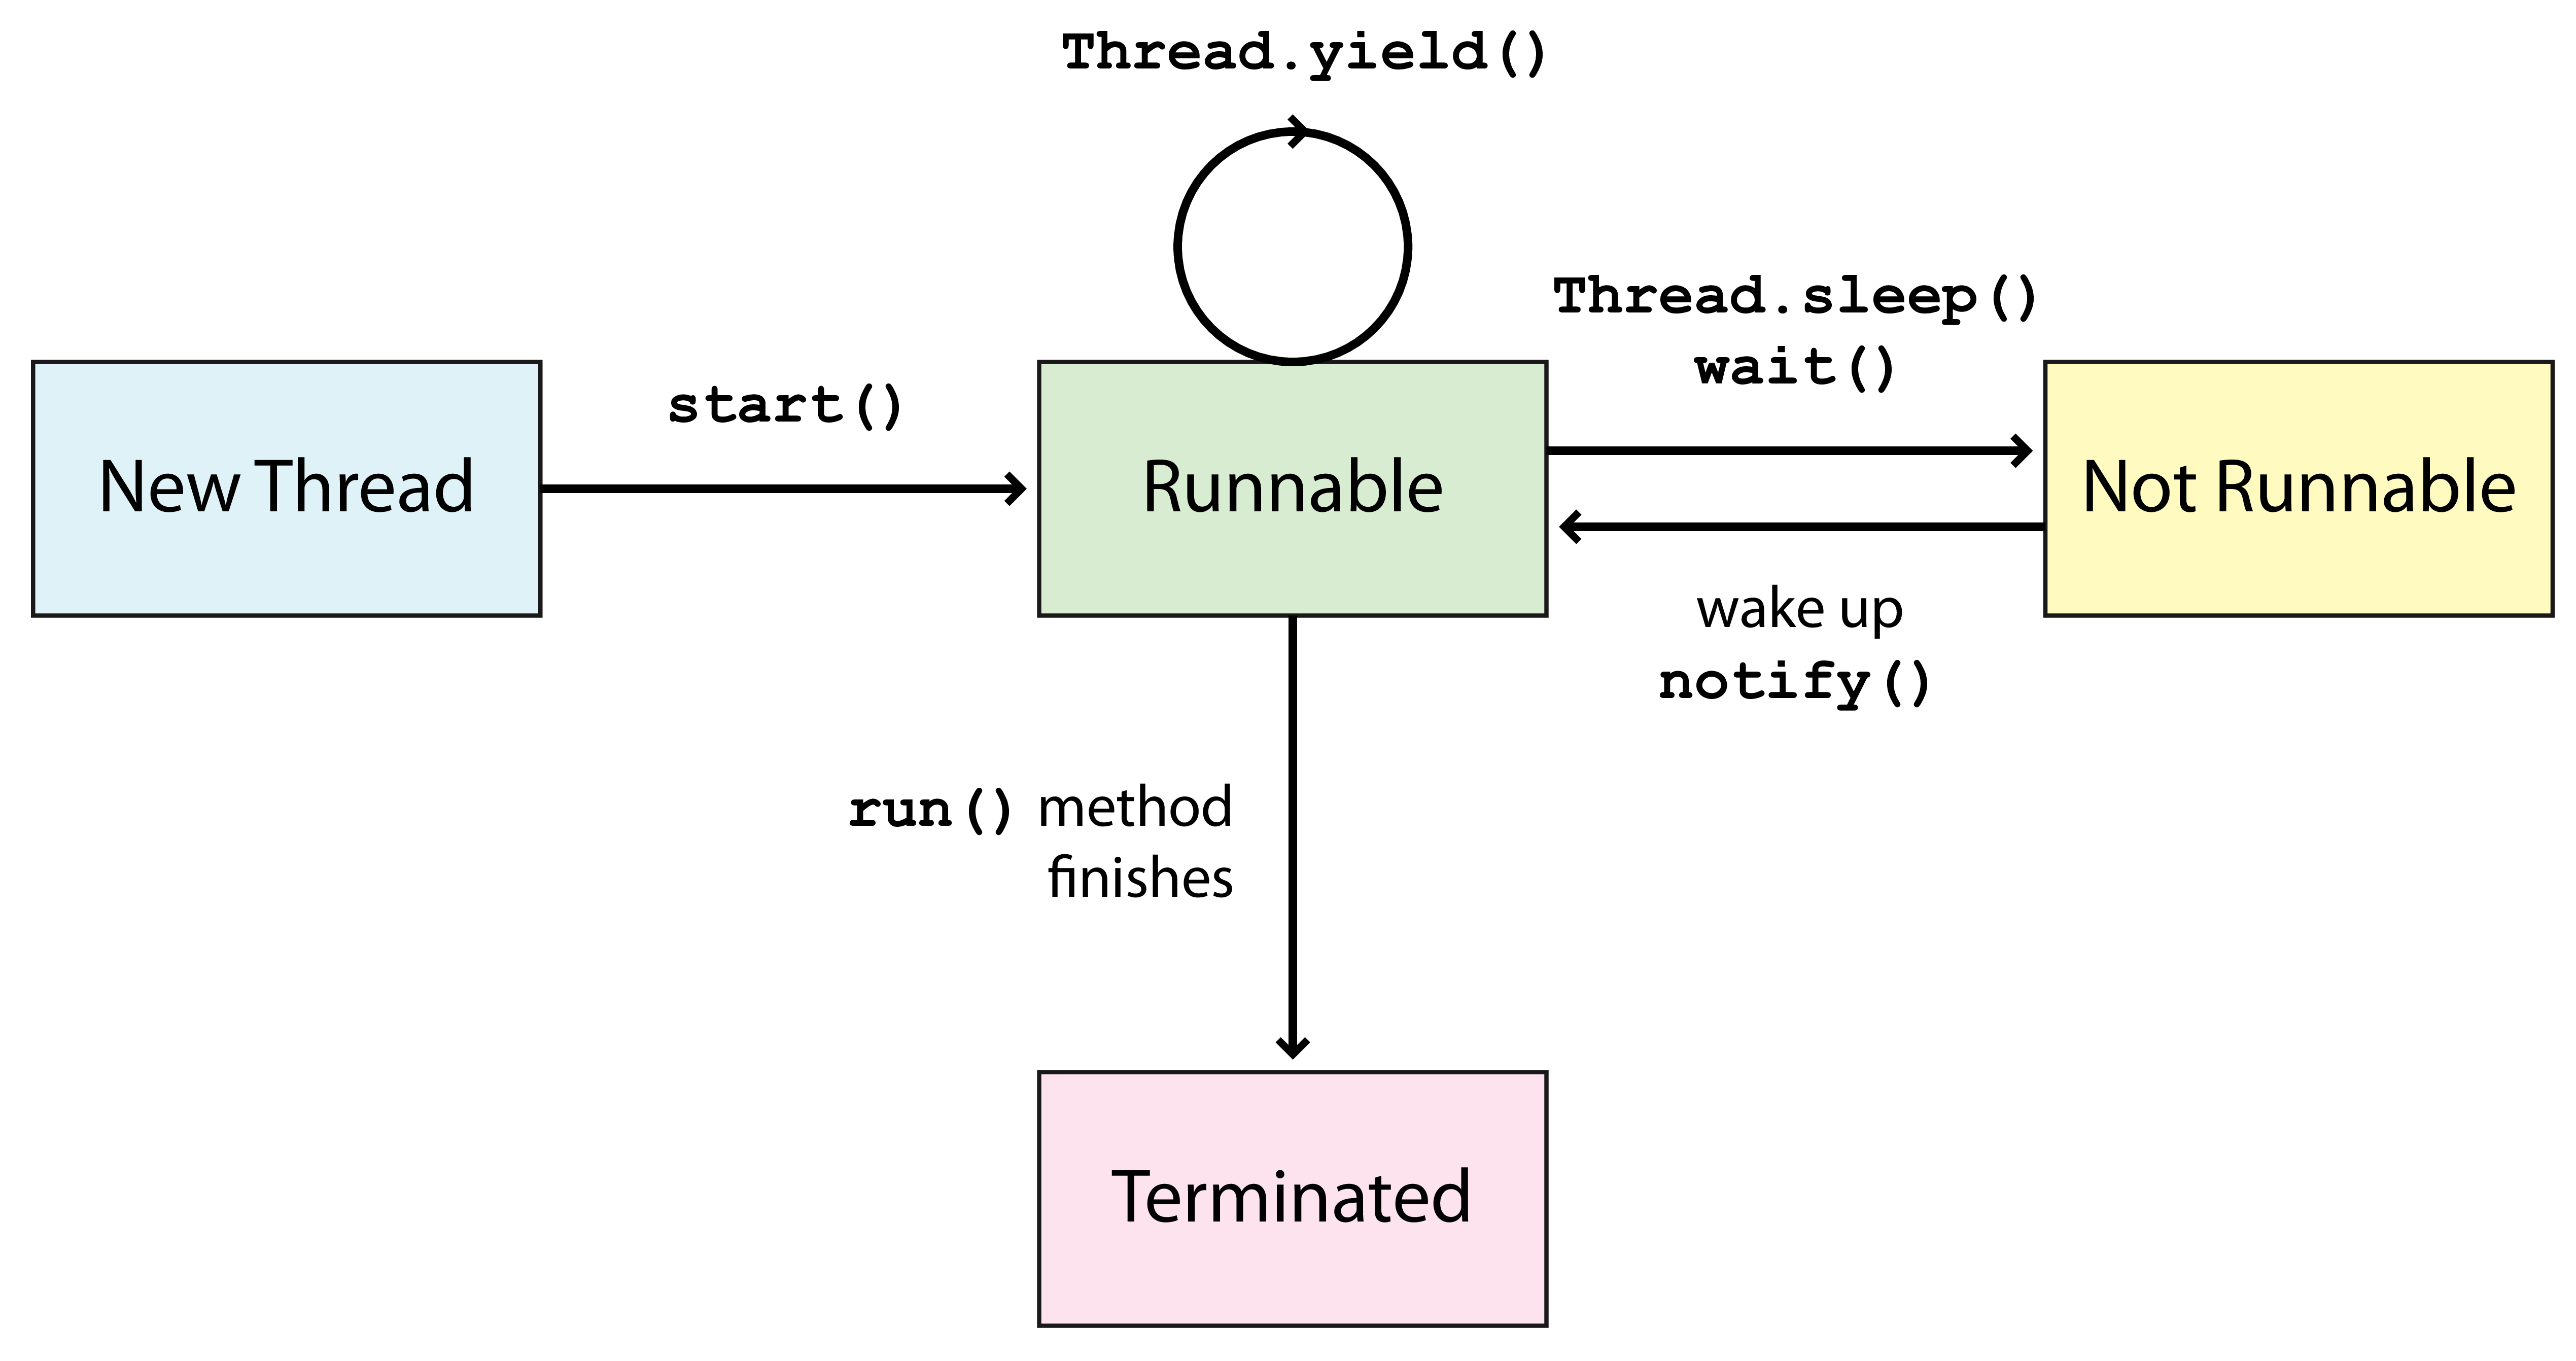 Thread.yield()
Thread.sleep()
wait()
start()
New Thread
Runnable
Not Runnable
wake up
notify()
run() method
finishes
Terminated